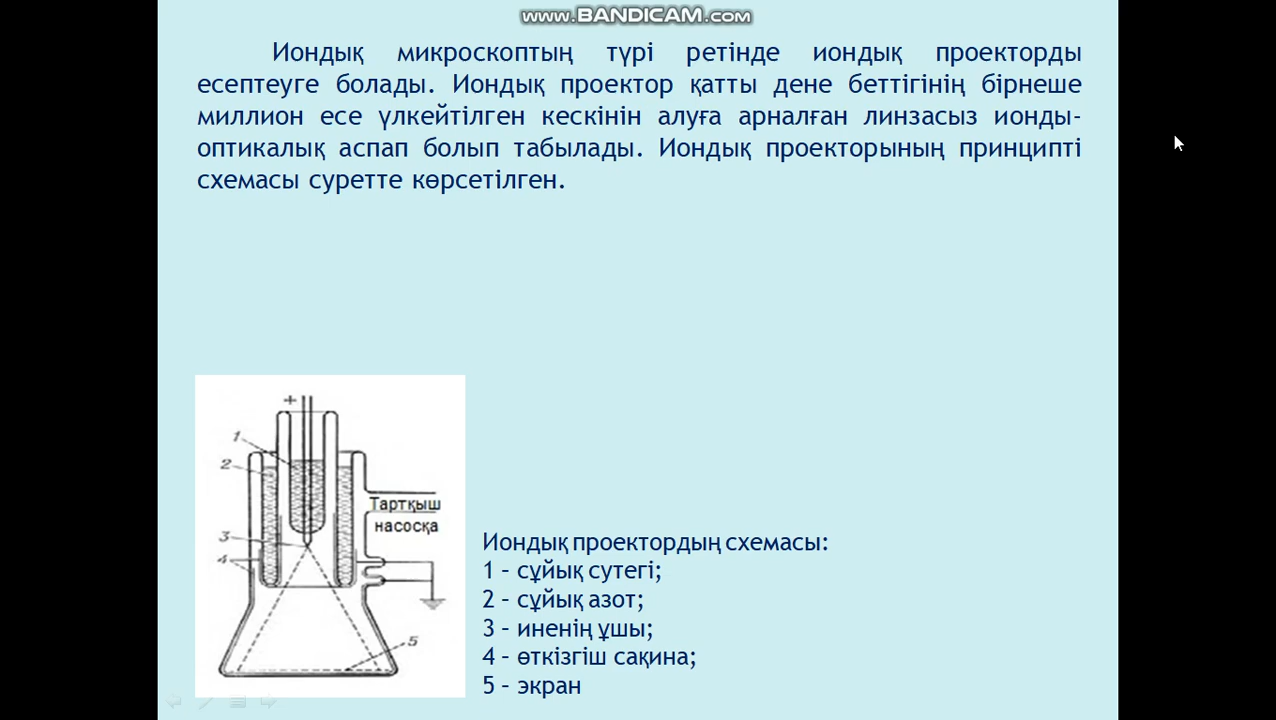 www.BANDICAM.com
Иондық микроскоптың түрі ретінде иондық проекторды
есептеуге болады. Иондық проектор қатты дене беттігінің бірнеше
миллион есе үлкейтілген кескінін алуға арналған линзасыз ионды-
оптикалық аспап болып табылады. Иондық проекторының принципті
схемасы суретте көрсетілген.
+
1
2
Тартқыш
насосқа
3
4
5
Иондық проектордың схемасы:
1 – сұйық сутегі;
2 – сұйық азот;
3 – иненің ұшы;
4 – өткізгіш сақина;
5 – экран